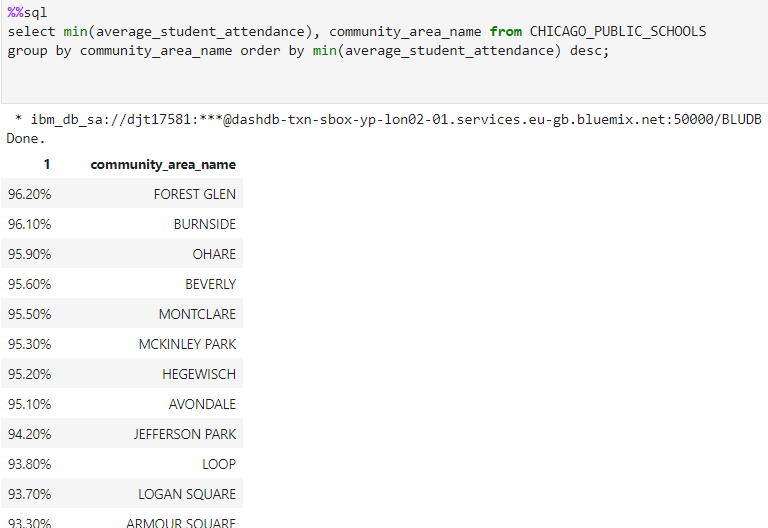 %%sql
select min(average_student_attendance), community_area_name from CHICAGO_PUBLIC_SCHOOLS
group by community_area_name order by min(average_student_attendance) desc;
* ibm_db_sa://djt17581:***@dashdb-txn-sbox-yp-lon02-01.services.eu-gb.bluemix.net:50000/BLUDB
Done.
1 community_area_name
96.20% FOREST GLEN
96.10% BURNSIDE
95.90% OHARE
95.60% BEVERLY
95.50% MONTCLARE
95.30% MCKINLEY PARK
95.20% HEGEWISCH
95.10% AVONDALE
94.20% JEFFERSON PARK
93.80% LOOP
93.70% LOGAN SQUARE
93.30% ARMOUR SQUARE